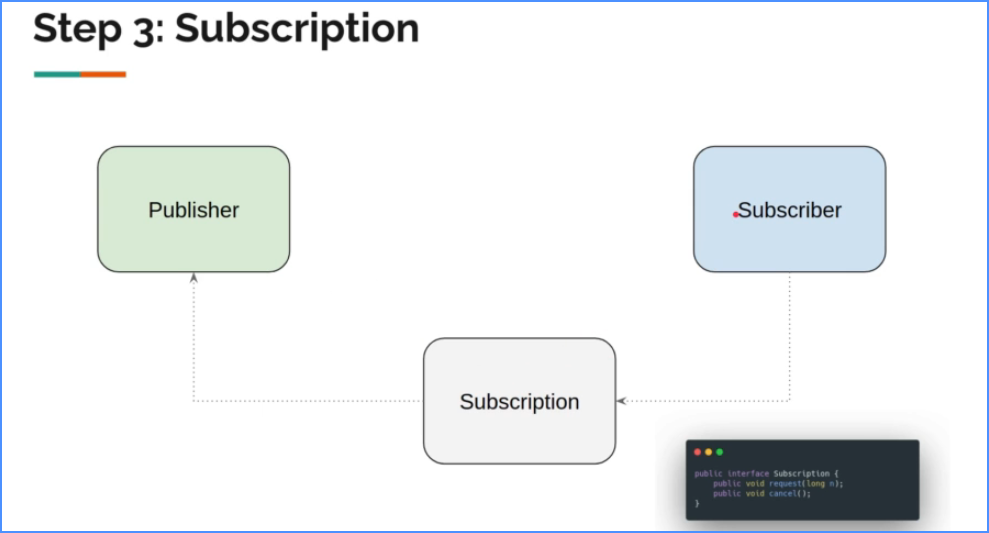 Step 3: Subscription
Publisher
Subscriber
Subscription
public interface Subscription {
    public void request(long n);
    public void cancel();
}